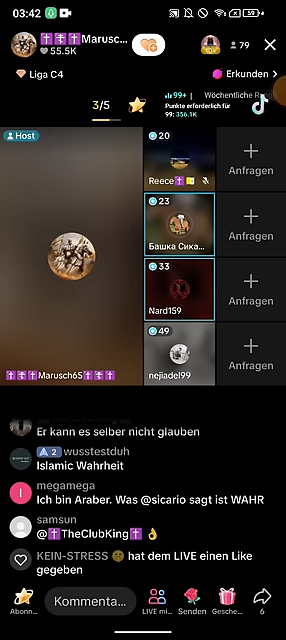 03:42
59
✝️☦️✝️Marusc...
55.5K
79
Liga C4
Erkunden >
3/5
99+ | Wöchentliche R
Punkte erforderlich für
99: 356.1K
Host
✝️✝️✝️Marusch65✝️✝️✝️
20
Reece✝️
Anfragen
23
Башка Сика...
Anfragen
33
Nard159
Anfragen
49
nejiadel99
Anfragen
Er kann es selber nicht glauben
2 wusstestduh
Islamic Wahrheit
megamega
Ich bin Araber. Was @sicario sagt ist WAHR
samsun
@✝️TheClubKing✝️ 👌
KEIN-STRESS hat dem LIVE einen Like
gegeben
Abonn...
Kommenta...
LIVE mi...
Senden
Gesche...
6